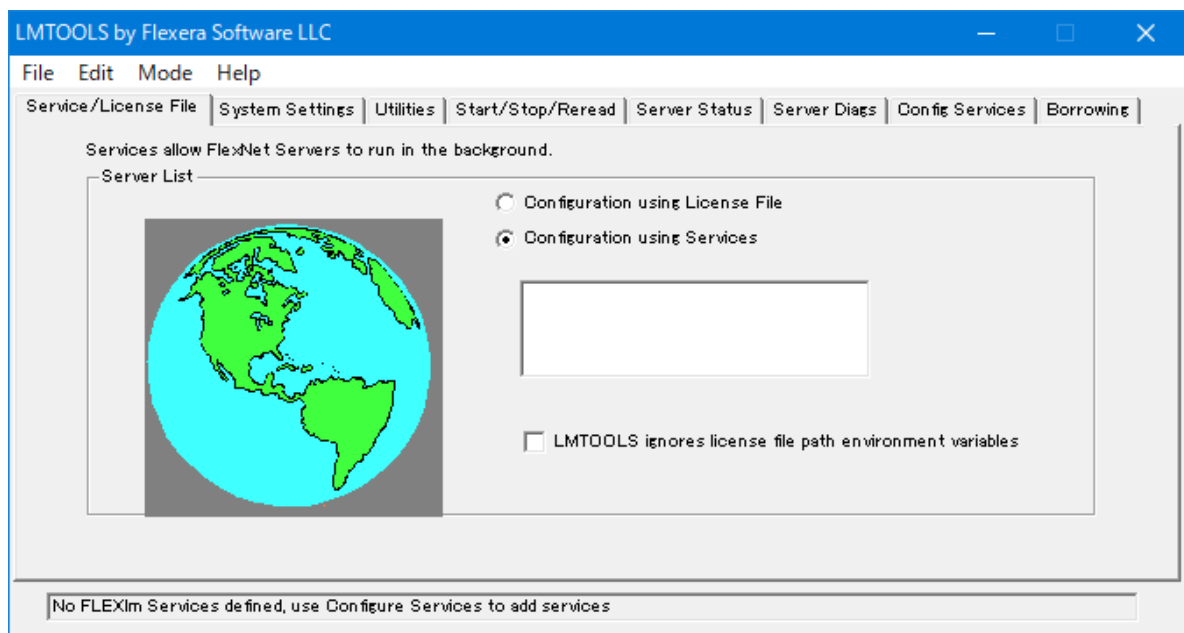 LMTOOLS by Flexera Software LLC
File Edit Mode Help
Service/License File System Settings Utilities Start/Stop/Reread Server Status Server Diags Config Services Borrowing
Services allow FlexNet Servers to run in the background.
Server List
Configuration using License File
Configuration using Services
LMTOOLS ignores license file path environment variables
No FLEXlm Services defined, use Configure Services to add services